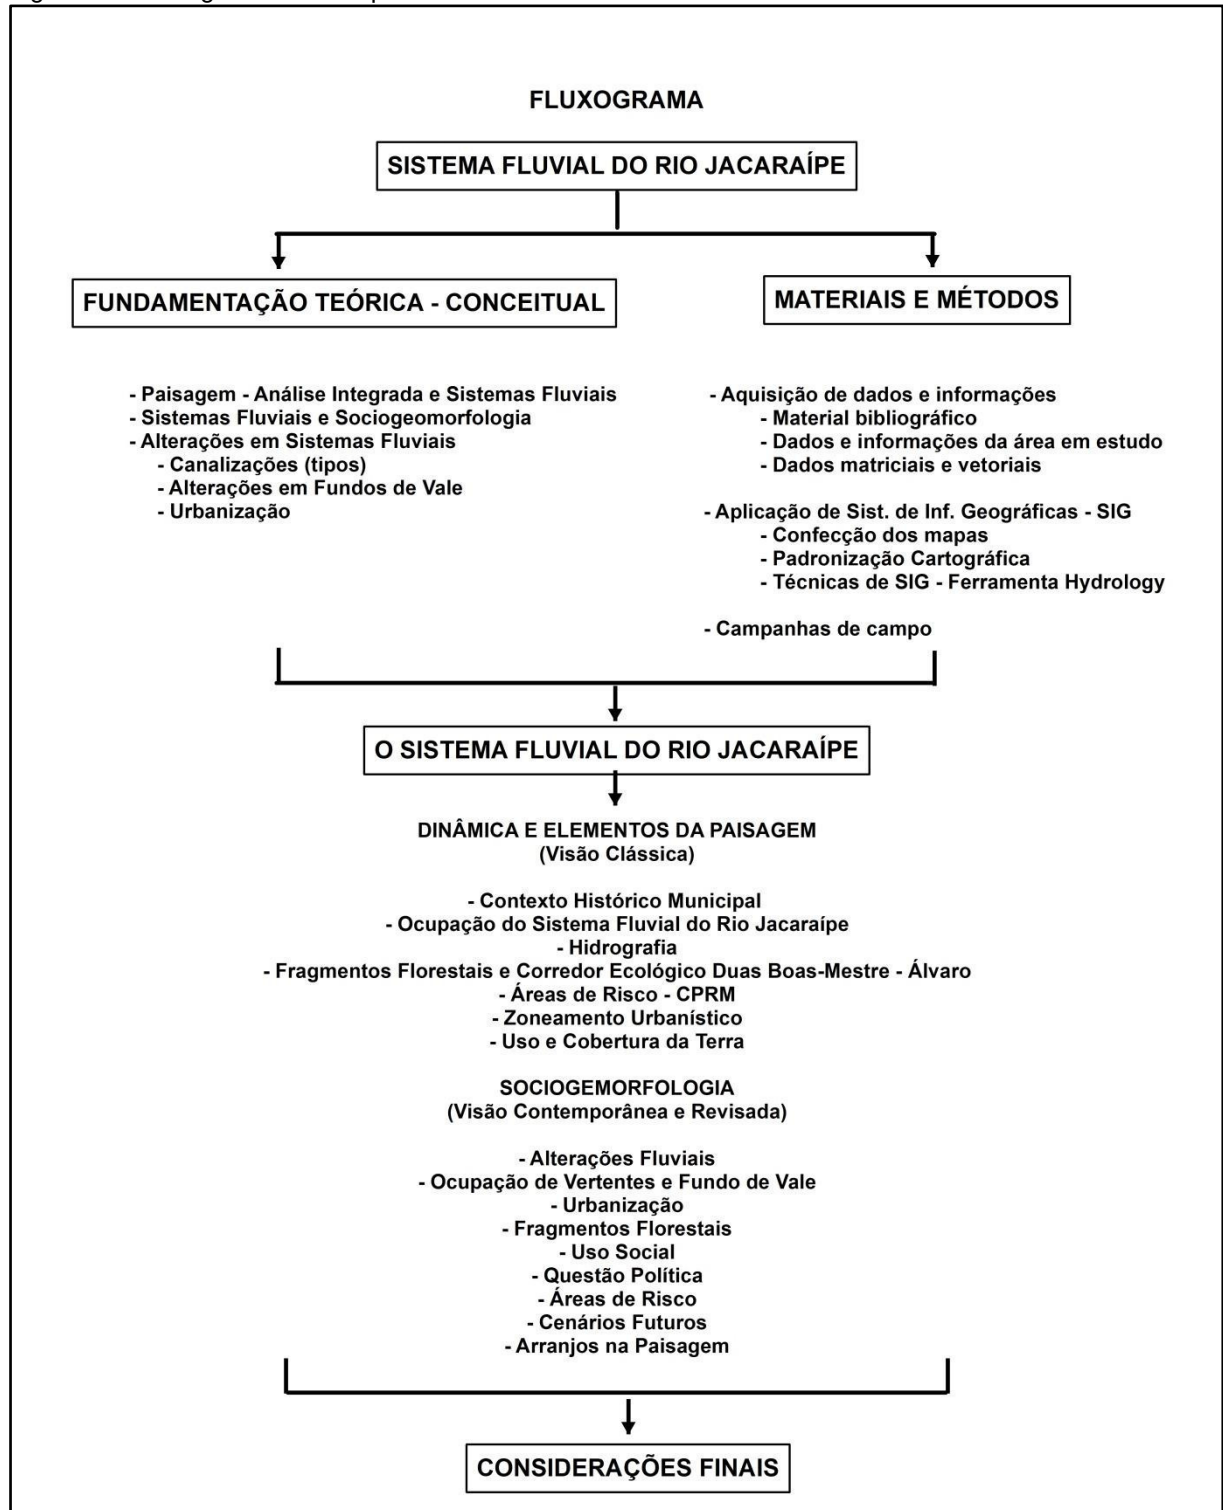 FLUXOGRAMA
SISTEMA FLUVIAL DO RIO JACARAÍPE
FUNDAMENTAÇÃO TEÓRICA - CONCEITUAL
- Paisagem - Análise Integrada e Sistemas Fluviais
- Sistemas Fluviais e Sociogeomorfologia
- Alterações em Sistemas Fluviais
- Canalizações (tipos)
- Alterações em Fundos de Vale
- Urbanização
MATERIAIS E MÉTODOS
- Aquisição de dados e informações
- Material bibliográfico
- Dados e informações da área em estudo
- Dados matriciais e vetoriais
- Aplicação de Sist. de Inf. Geográficas - SIG
- Confecção dos mapas
- Padronização Cartográfica
- Técnicas de SIG - Ferramenta Hydrology
- Campanhas de campo
O SISTEMA FLUVIAL DO RIO JACARAÍPE
DINÂMICA E ELEMENTOS DA PAISAGEM
(Visão Clássica)
- Contexto Histórico Municipal
- Ocupação do Sistema Fluvial do Rio Jacaraípe
- Hidrografia
- Fragmentos Florestais e Corredor Ecológico Duas Boas-Mestre - Álvaro
- Áreas de Risco - CPRM
- Zoneamento Urbanístico
- Uso e Cobertura da Terra
SOCIOGEMORFOLOGIA
(Visão Contemporânea e Revisada)
- Alterações Fluviais
- Ocupação de Vertentes e Fundo de Vale
- Urbanização
- Fragmentos Florestais
- Uso Social
- Questão Política
- Áreas de Risco
- Cenários Futuros
- Arranjos na Paisagem
CONSIDERAÇÕES FINAIS